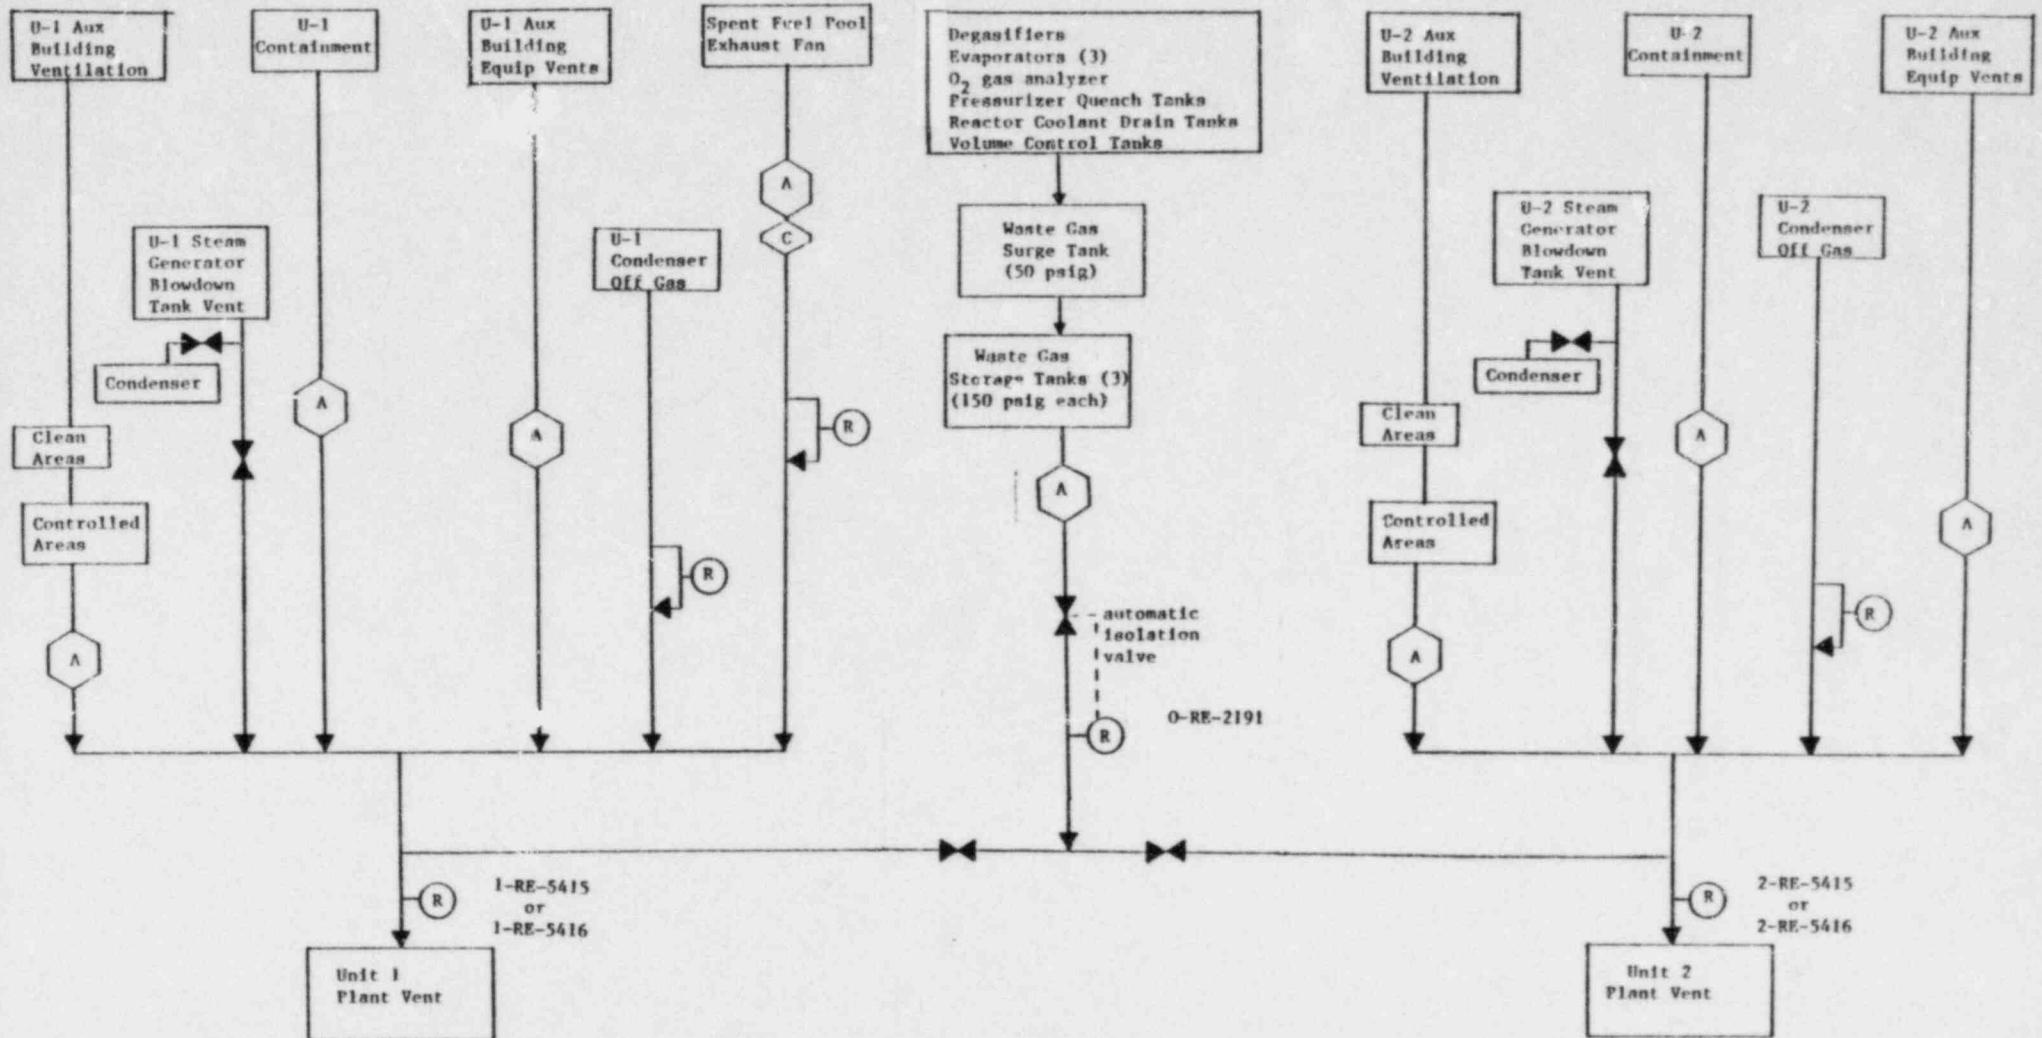 U-1 Aux
Building
Ventilation
U-1
Containment
U-1 Aux
Building
Equip Vents
Spent Fuel Pool
Exhaust Fan
Degasifiers
Evaporators (3)
O2 gas analyzer
Pressurizer Quench Tanks
Reactor Coolant Drain Tanks
Volume Control Tanks
U-2 Aux
Building
Ventilation
U-2
Containment
U-2 Aux
Building
Equip Vents
A
C
U-1 Steam
Generator
Blowdown
Tank Vent
U-1
Condenser
Off Gas
Waste Gas
Surge Tank
(50 psig)
U-2 Steam
Generator
Blowdown
Tank Vent
U-2
Condenser
Off Gas
Condenser
Waste Gas
Storage Tanks (3)
(150 psig each)
Condenser
A
A
R
A
Clean
Areas
Clean
Areas
A
A
Controlled
Areas
Controlled
Areas
A
R
R
automatic
isolation
valve
A
A
0-RE-2191
R
1-RE-5415
or
1-RE-5416
R
2-RE-5415
or
2-RE-5416
R
Unit 1
Plant Vent
Unit 2
Plant Vent